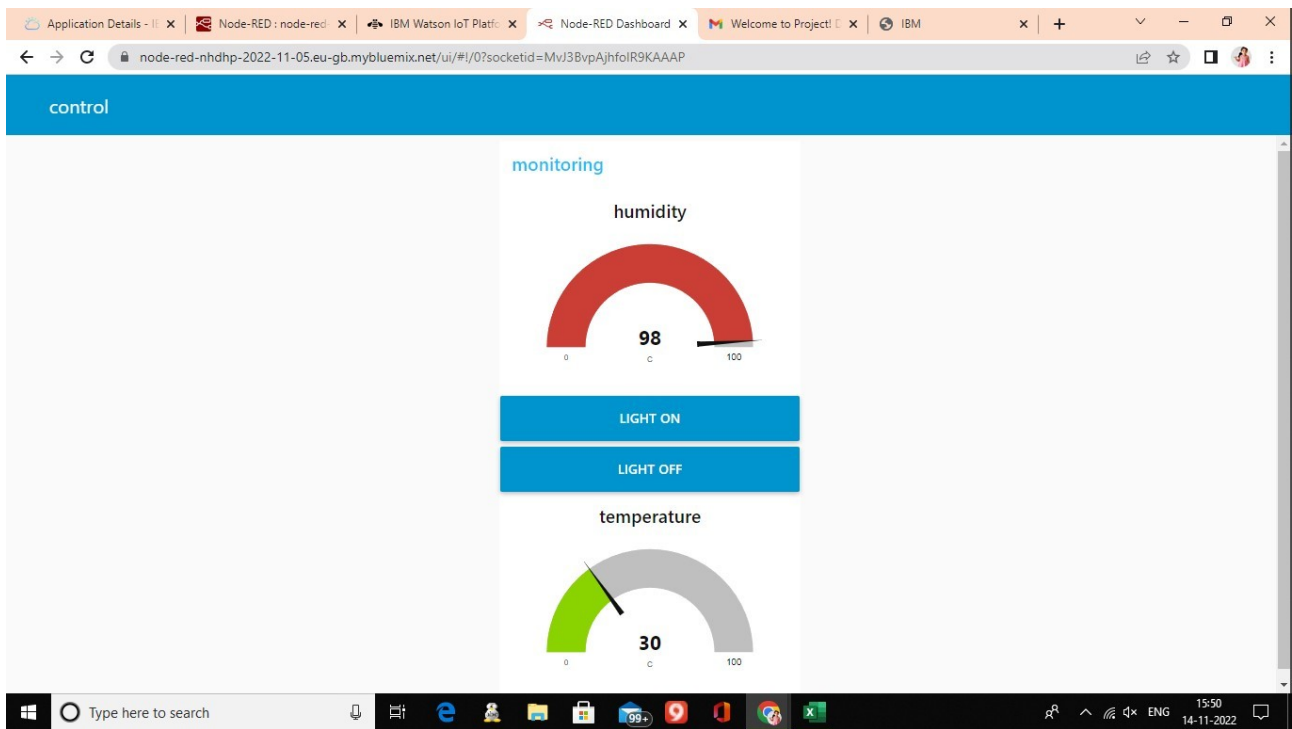 Application Details - IE
Node-RED : node-red-
IBM Watson IoT Platfo
Node-RED Dashboard
Welcome to Project! D
IBM
node-red-nhdhp-2022-11-05.eu-gb.mybluemix.net/ui/#!/0?socketid=MvJ3BvpAjhfolR9KAAAP
control
monitoring
humidity
98
0 C 100
LIGHT ON
LIGHT OFF
temperature
30
0 C 100
Type here to search
99+
ENG
15:50
14-11-2022